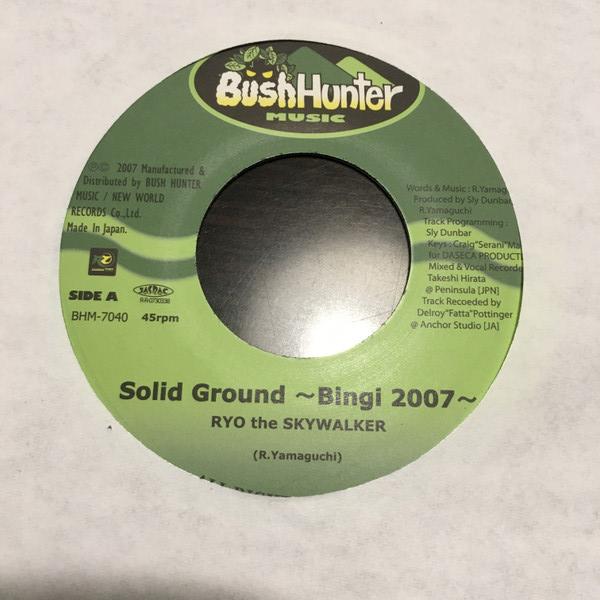 BushHunter
MUSIC
℗© 2007 Manufactured &
Distributed by BUSH HUNTER
MUSIC / NEW WORLD
RECORDS Co.,Ltd.
Made In Japan.
JASRAC
SIDE A
BHM-7040 45rpm
Words & Music : R.Yamag
Produced by Sly Dunbar
R.Yamaguchi
Track Programming :
Sly Dunbar
Keys : Craig"Serani"Ma
for DASECA PRODUCTI
Mixed & Vocal Recorde
Takeshi Hirata
@ Peninsula [JPN]
Track Recoeded by
Delroy"Fatta"Pottinger
@ Anchor Studio [JA]
Solid Ground ~Bingi 2007~
RYO the SKYWALKER
(R.Yamaguchi)